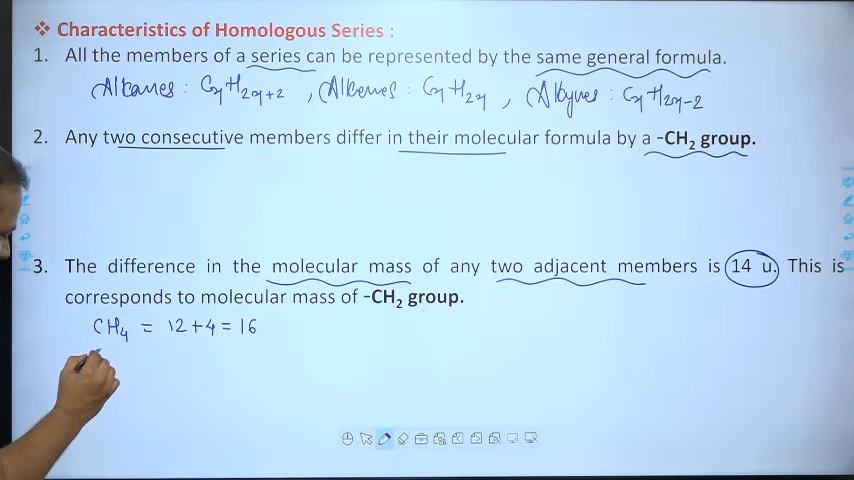 ❖ Characteristics of Homologous Series :
1. All the members of a series can be represented by the same general formula.
Alkanes : CnH2n+2 , Alkenes : CnH2n , Alkynes : CnH2n-2
2. Any two consecutive members differ in their molecular formula by a -CH₂ group.
3. The difference in the molecular mass of any two adjacent members is 14 u. This is
corresponds to molecular mass of -CH₂ group.
CH₄ = 12+4 = 16